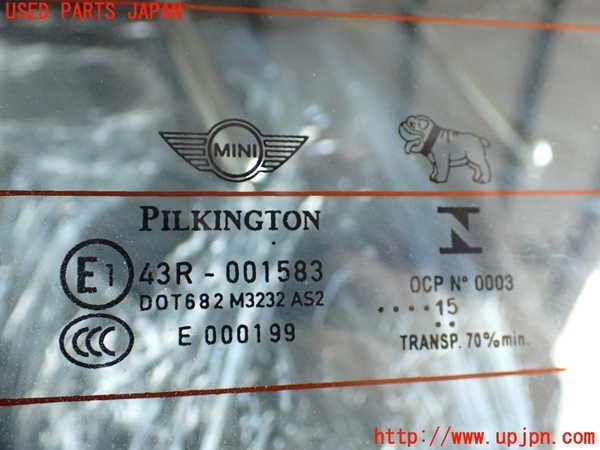 USED PARTS JAPAN
MINI
PILKINGTON
E1
43R - 001583
DOT682 M3232 AS2
CCC
E 000199
N
OCP Nº 0003
.... 15
..
TRANSP. 70% min.
http://www.upjpn.com